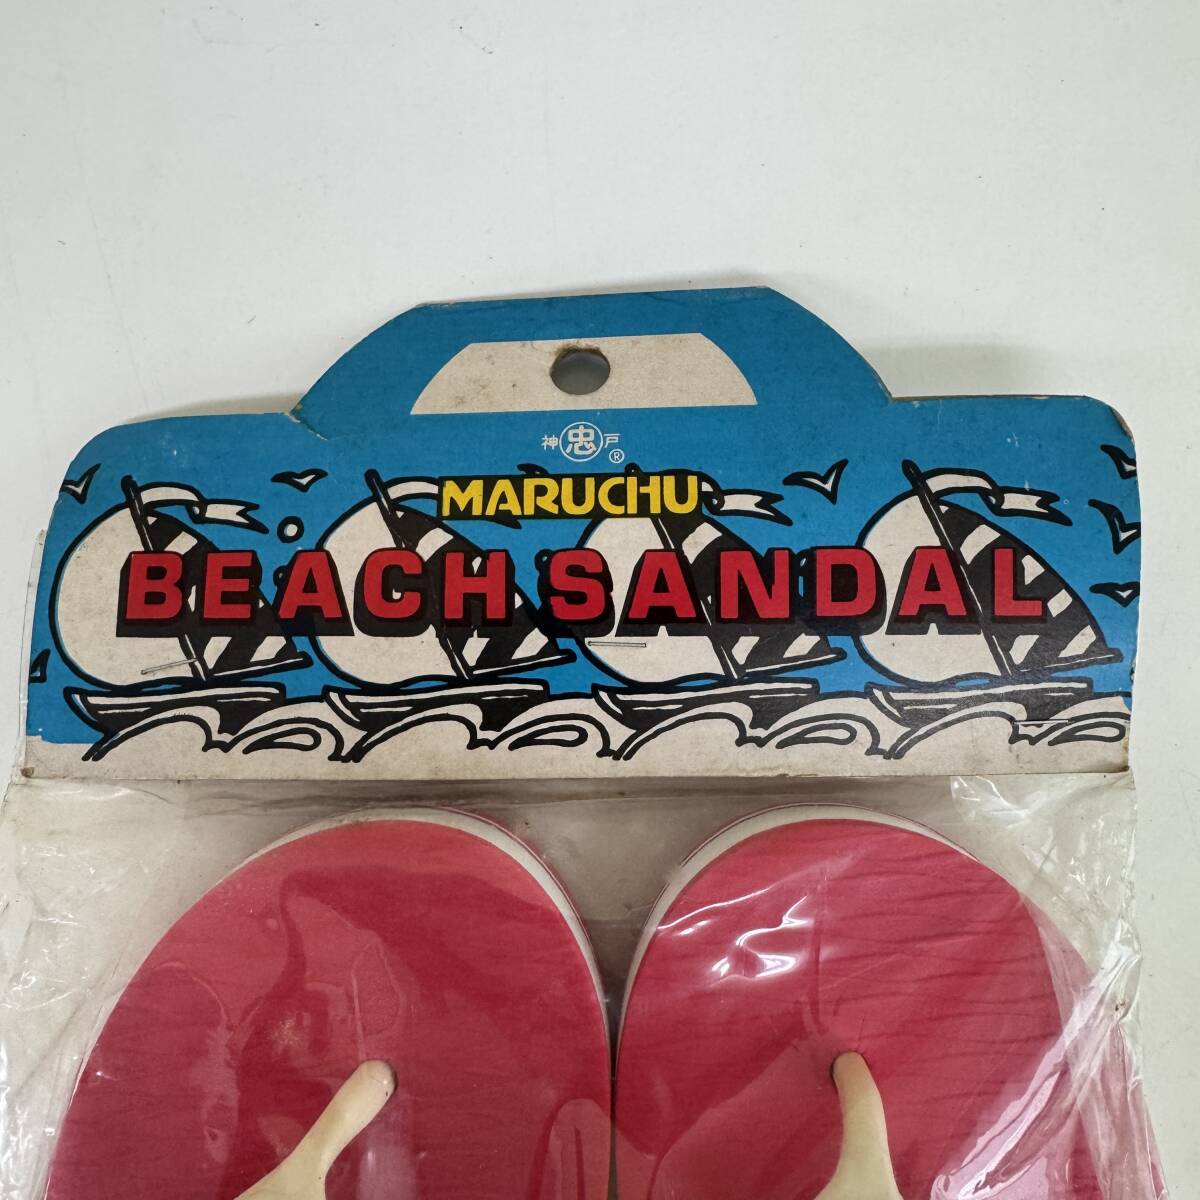 神 忠 戸 ®
MARUCHU
BEACH SANDAL